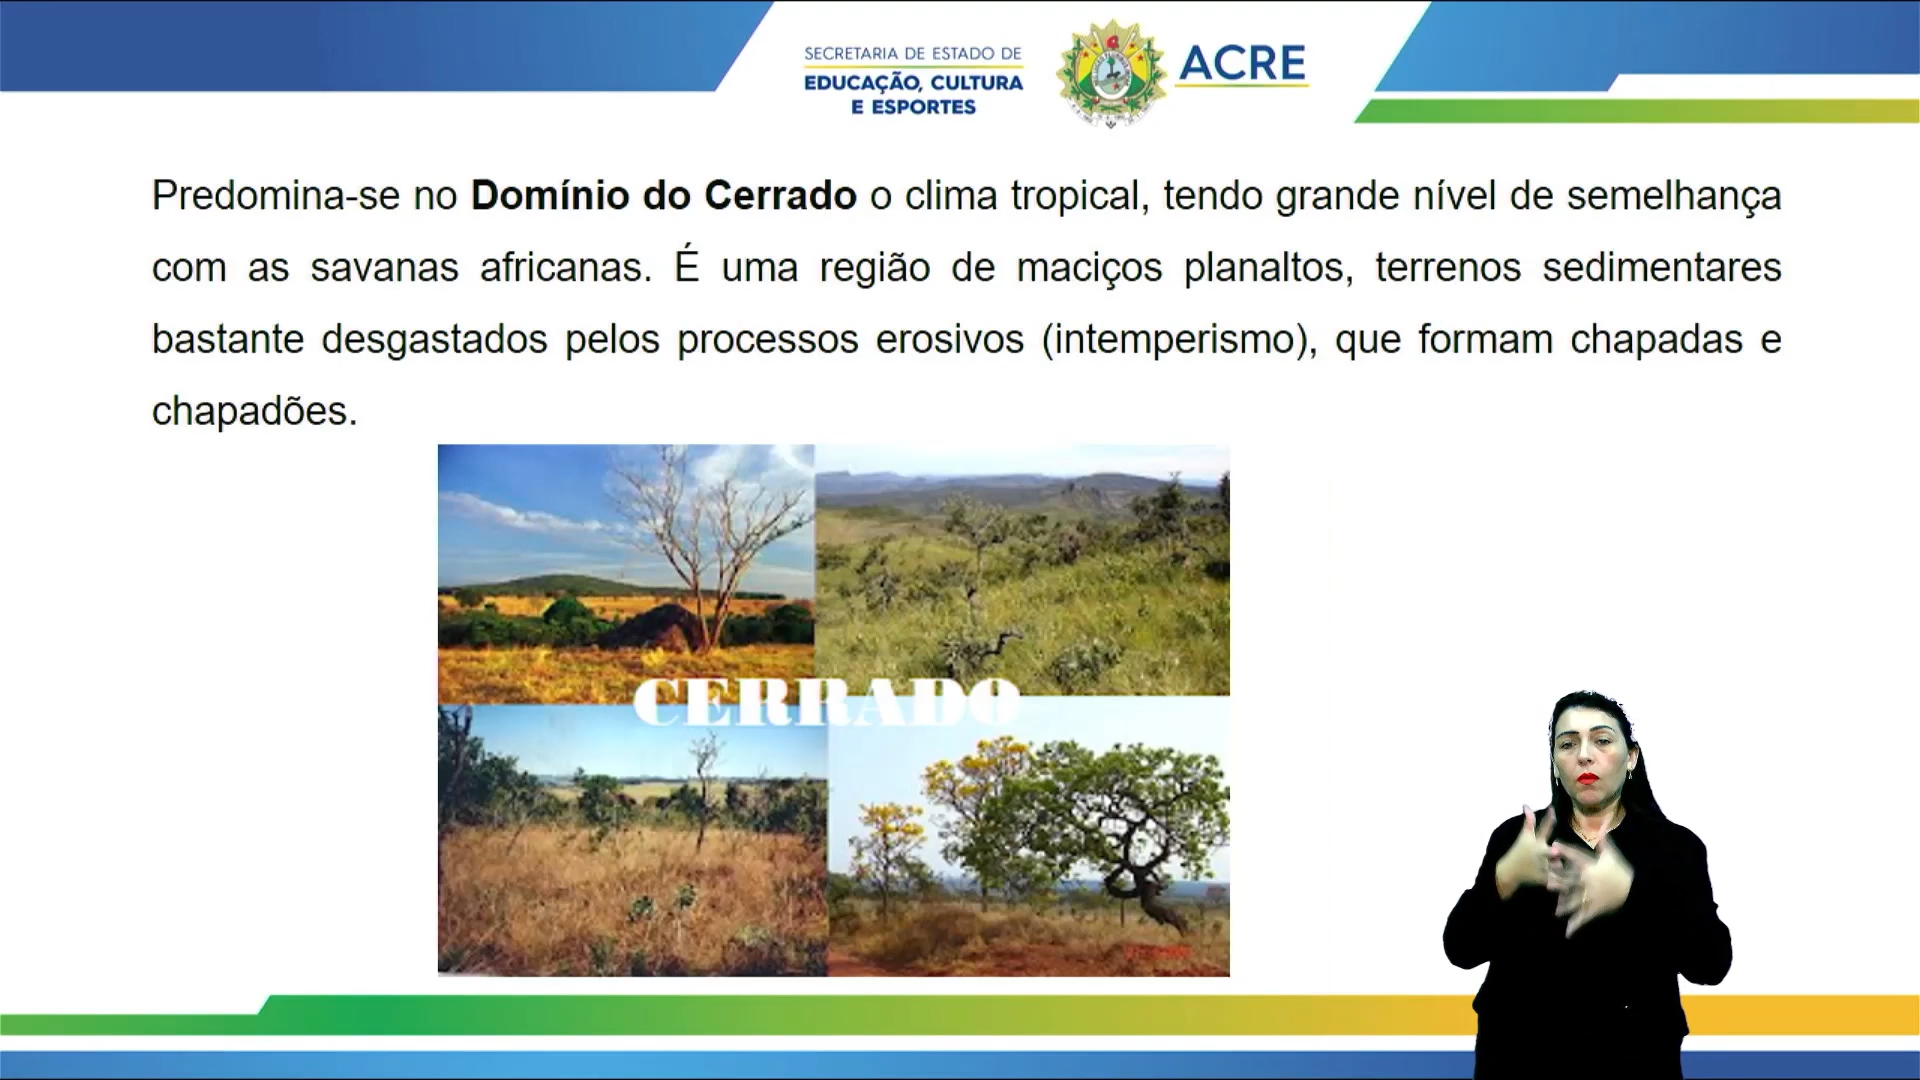 SECRETARIA DE ESTADO DE
EDUCAÇÃO, CULTURA
E ESPORTES
ACRE
Predomina-se no Domínio do Cerrado o clima tropical, tendo grande nível de semelhança
com as savanas africanas. É uma região de maciços planaltos, terrenos sedimentares
bastante desgastados pelos processos erosivos (intemperismo), que formam chapadas e
chapadões.
CERRADO